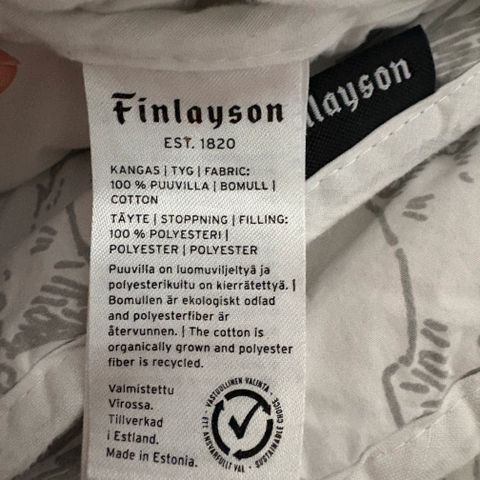 Finlayson
EST. 1820
KANGAS | TYG | FABRIC:
100 % PUUVILLA | BOMULL |
COTTON
TÄYTE | STOPPNING | FILLING:
100 % POLYESTERI |
POLYESTER | POLYESTER
Puuvilla on luomuviljeltyä ja
polyesterikuitu on kierrätettyä. |
Bomullen är ekologiskt odlad
and polyesterfiber är
återvunnen. | The cotton is
organically grown and polyester
fiber is recycled.
Valmistettu
Virossa.
Tillverkad
i Estland.
Made in Estonia.
VASTUULLINEN VALINTA •
SUSTAINABLE CHOICE •
ETT ANSVARFULLT VAL •
nlayson